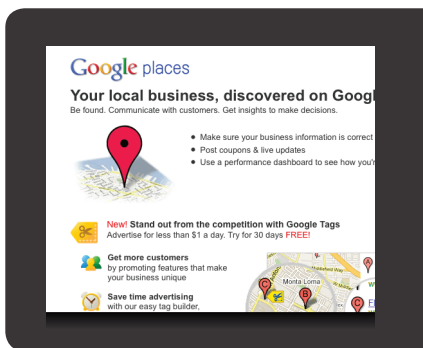 Google places
Your local business, discovered on Googl
Be found. Communicate with customers. Get insights to make decisions.
Make sure your business information is correct
Post coupons & live updates
Use a performance dashboard to see how you'r
New! Stand out from the competition with Google Tags
Advertise for less than $1 a day. Try for 30 days FREE!
Get more customers
by promoting features that make
your business unique
Save time advertising
with our easy tag builder,
Monta-Loma
A
B
C
C